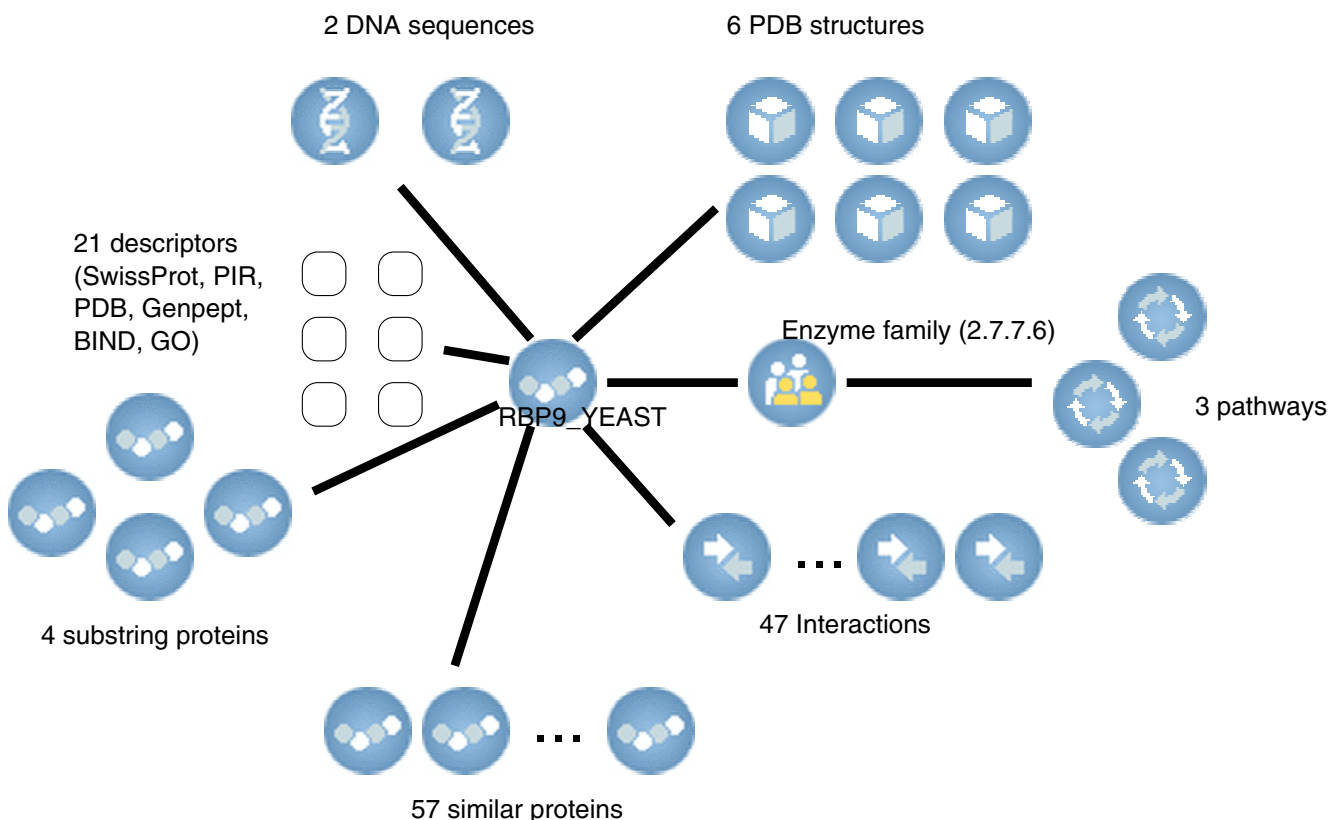 2 DNA sequences
6 PDB structures
21 descriptors
(SwissProt, PIR,
PDB, Genpept,
BIND, GO)
Enzyme family (2.7.7.6)
RBP9_YEAST
3 pathways
4 substring proteins
...
47 Interactions
...
57 similar proteins